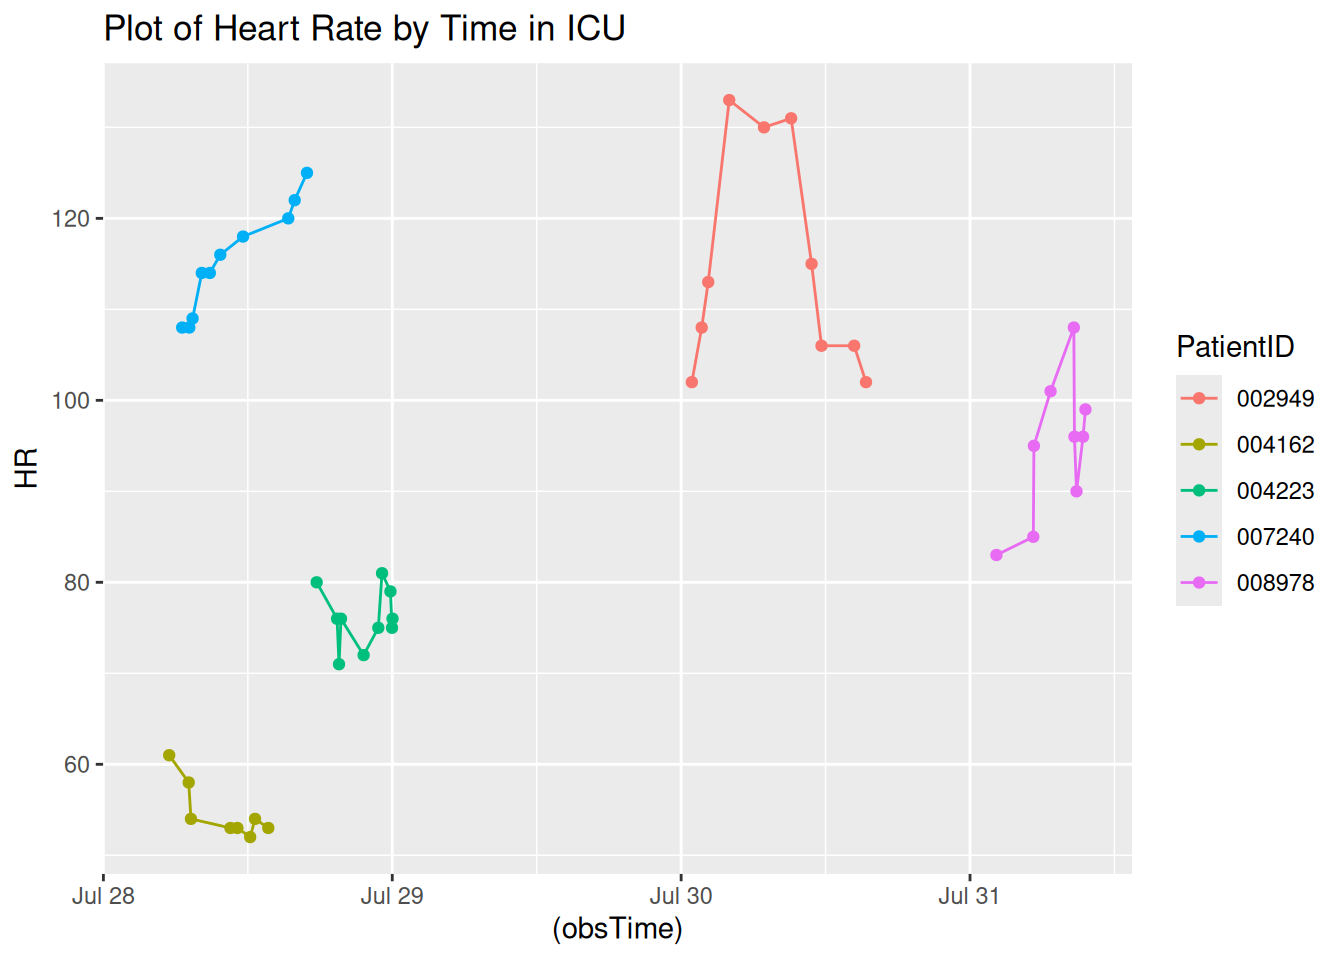 Plot of Heart Rate by Time in ICU
120
100
80
60
HR
Jul 28
Jul 29
Jul 30
Jul 31
(obsTime)
PatientID
002949
004162
004223
007240
008978